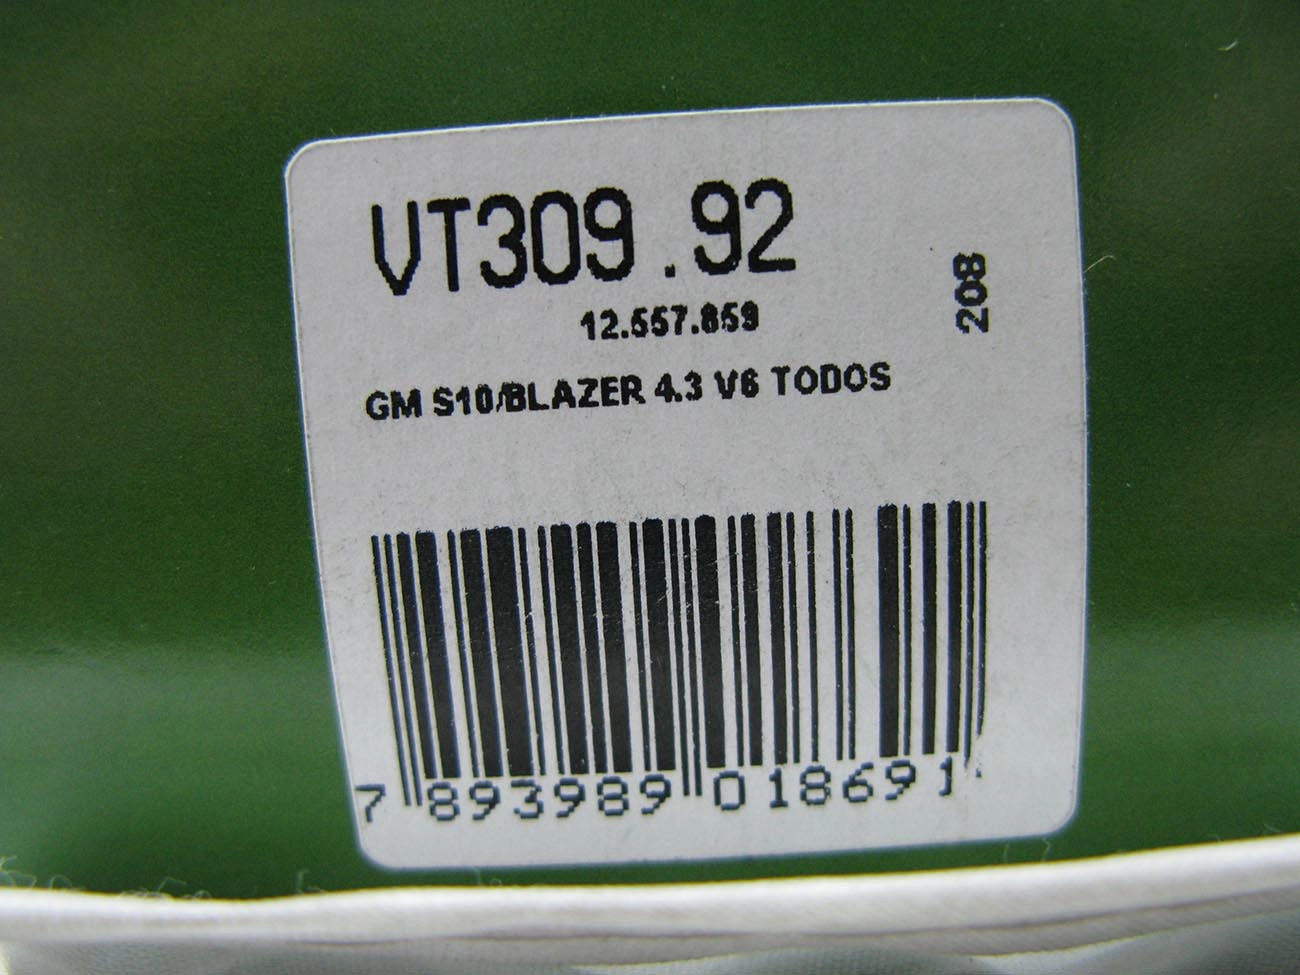 VT309.92
208
12.557.859
GM S10/BLAZER 4.3 V6 TODOS
7 893989 018691